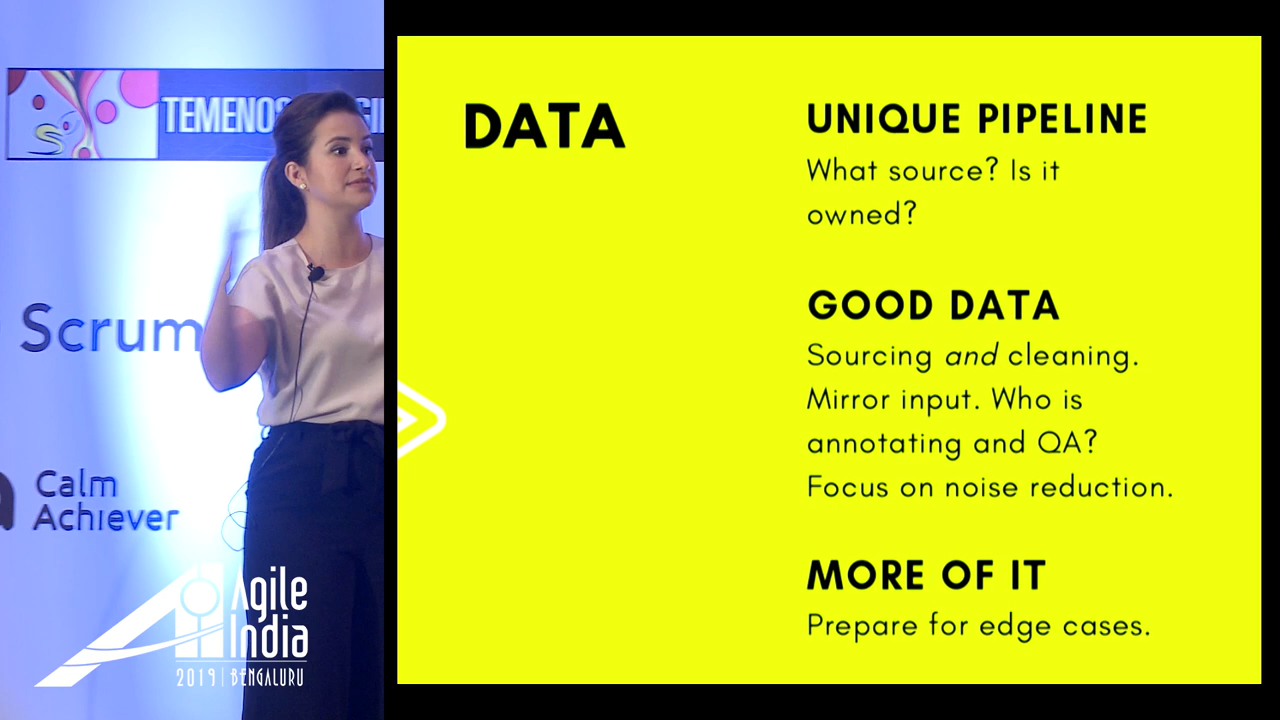 TEMENOS
Scrum
Calm
Achiever
Agile
India
2019 | BENGALURU
DATA
UNIQUE PIPELINE
What source? Is it
owned?
GOOD DATA
Sourcing and cleaning.
Mirror input. Who is
annotating and QA?
Focus on noise reduction.
MORE OF IT
Prepare for edge cases.